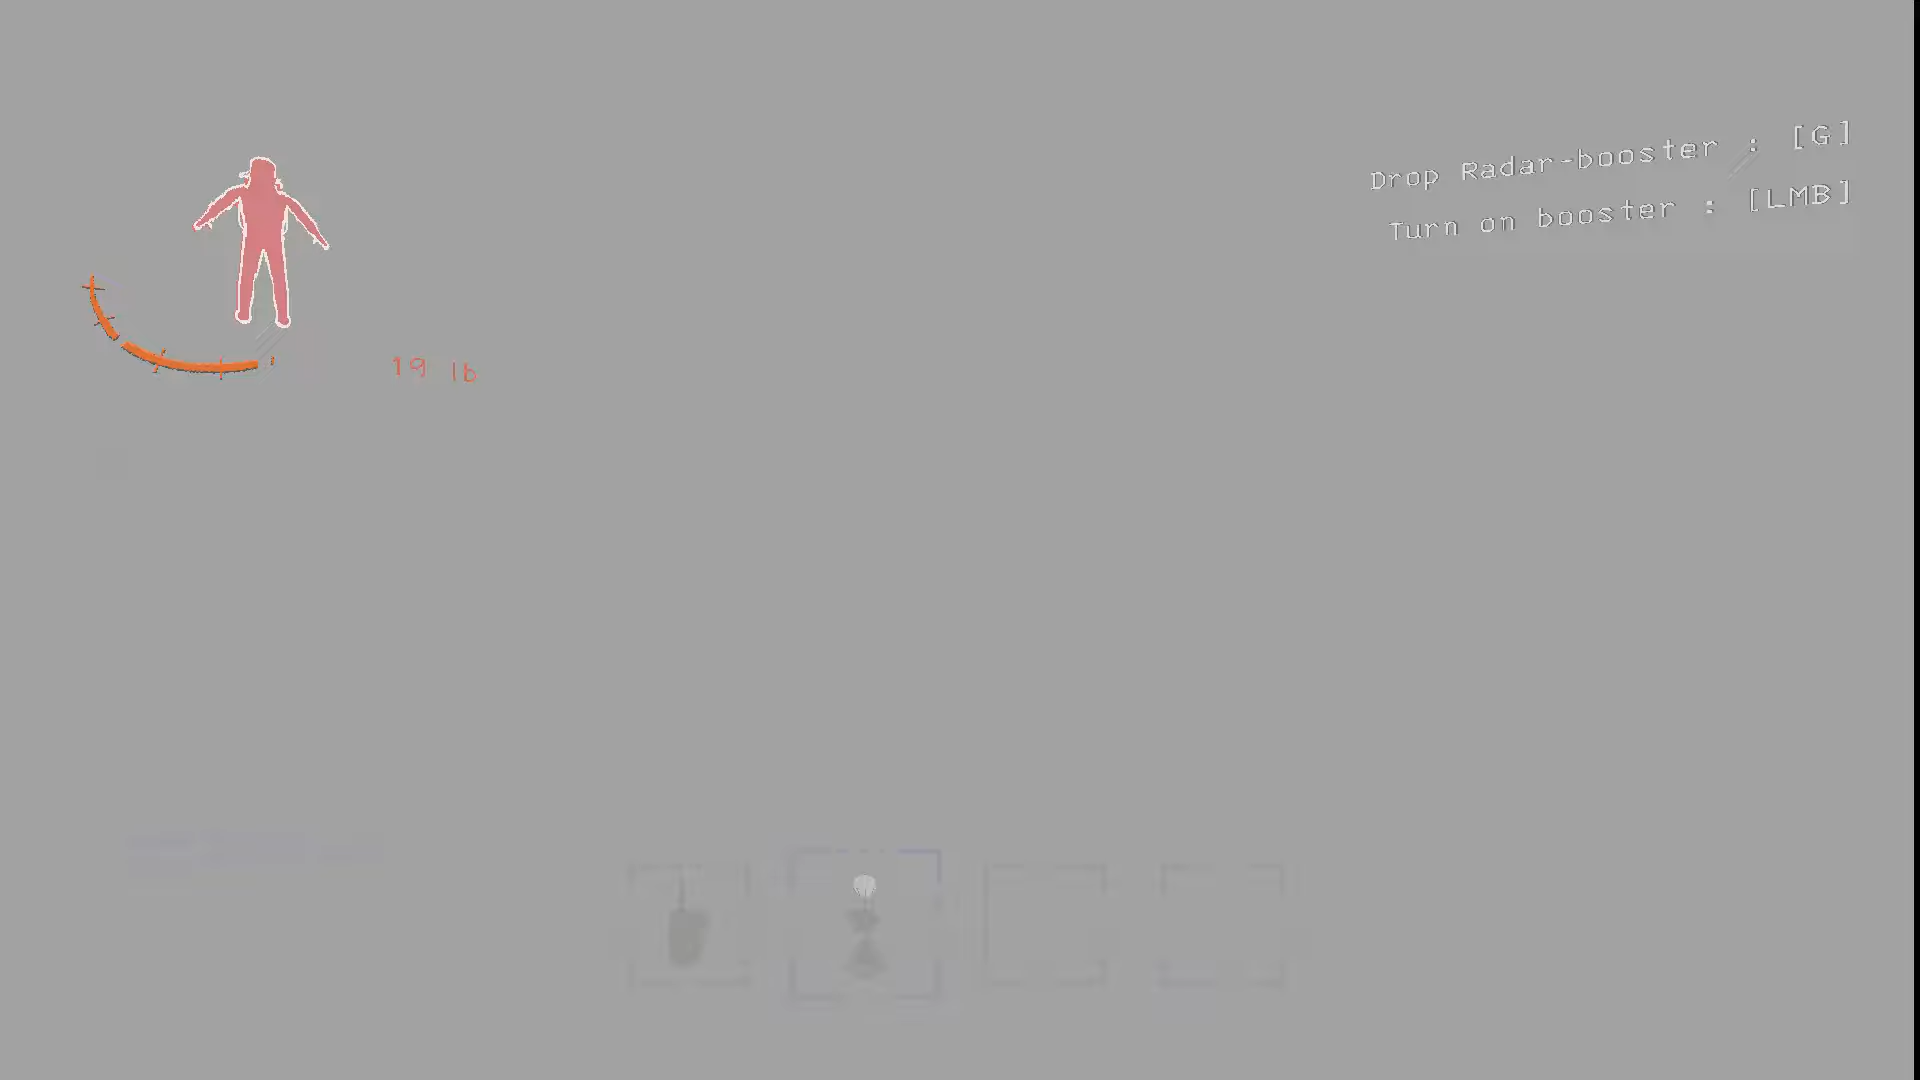 Drop Radar-booster : [G]
Turn on booster : [LMB]
19 lb